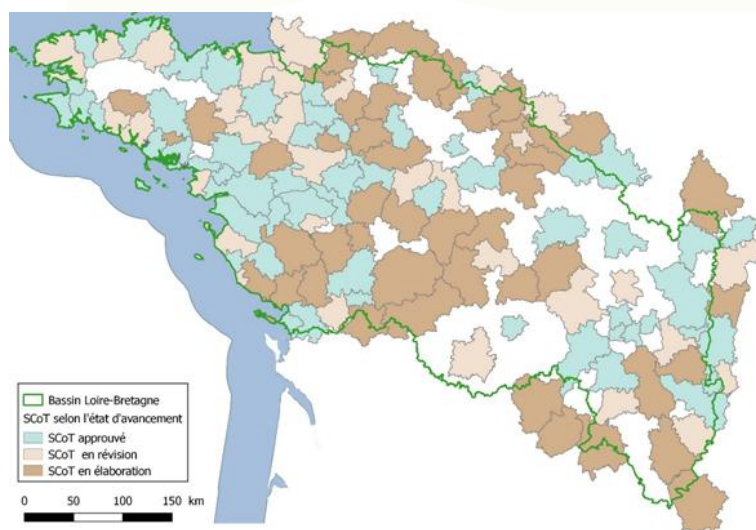 Bassin Loire-Bretagne
SCoT selon l'état d'avancement
SCoT approuvé
SCoT en révision
SCoT en élaboration
0 50 100 150 km